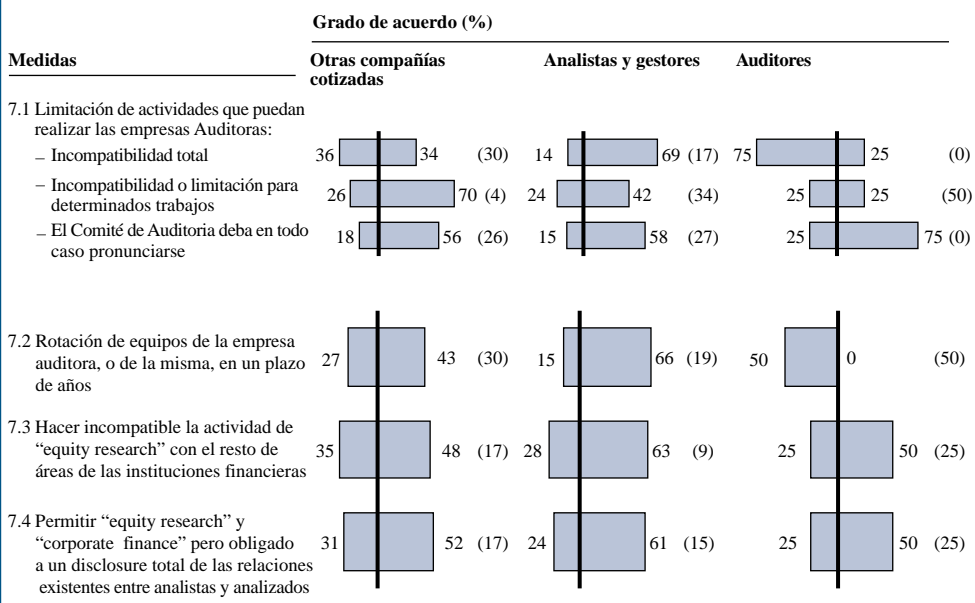 Grado de acuerdo (%)
Medidas
Otras compañías cotizadas
Analistas y gestores
Auditores
7.1 Limitación de actividades que puedan
realizar las empresas Auditoras:
– Incompatibilidad total
36 34 (30) 14 69 (17) 75 25 (0)
– Incompatibilidad o limitación para
determinados trabajos
26 70 (4) 24 42 (34) 25 25 (50)
– El Comité de Auditoria deba en todo
caso pronunciarse
18 56 (26) 15 58 (27) 25 75 (0)
7.2 Rotación de equipos de la empresa
auditora, o de la misma, en un plazo
de años
27 43 (30) 15 66 (19) 50 0 (50)
7.3 Hacer incompatible la actividad de
“equity research” con el resto de
áreas de las instituciones financieras
35 48 (17) 28 63 (9) 25 50 (25)
7.4 Permitir “equity research” y
“corporate finance” pero obligado
a un disclosure total de las relaciones
existentes entre analistas y analizados
31 52 (17) 24 61 (15) 25 50 (25)